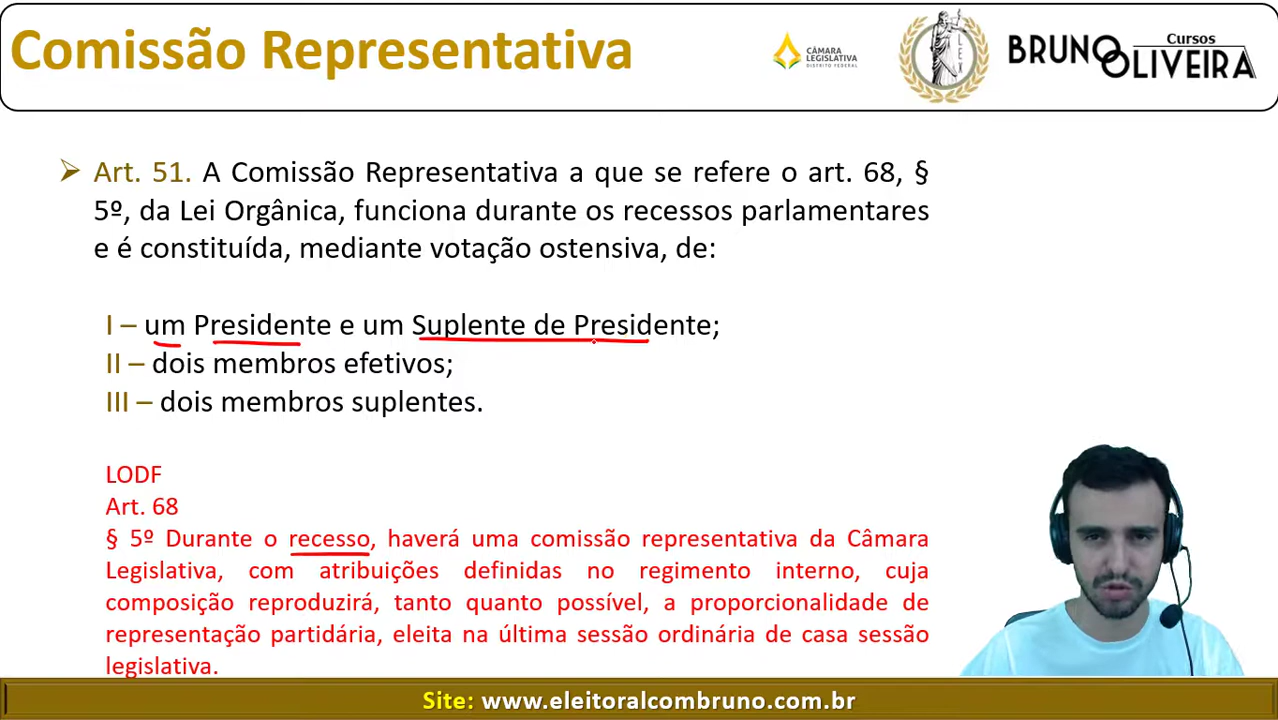 Comissão Representativa
CÂMARA
LEGISLATIVA
DISTRITO FEDERAL
LEX
Cursos
BRUNO
OLIVEIRA
Art. 51. A Comissão Representativa a que se refere o art. 68, §
5º, da Lei Orgânica, funciona durante os recessos parlamentares
e é constituída, mediante votação ostensiva, de:
I – um Presidente e um Suplente de Presidente;
II – dois membros efetivos;
III – dois membros suplentes.
LODF
Art. 68
§ 5º Durante o recesso, haverá uma comissão representativa da Câmara
Legislativa, com atribuições definidas no regimento interno, cuja
composição reproduzirá, tanto quanto possível, a proporcionalidade de
representação partidária, eleita na última sessão ordinária de casa sessão
legislativa.
Site: www.eleitoralcombruno.com.br